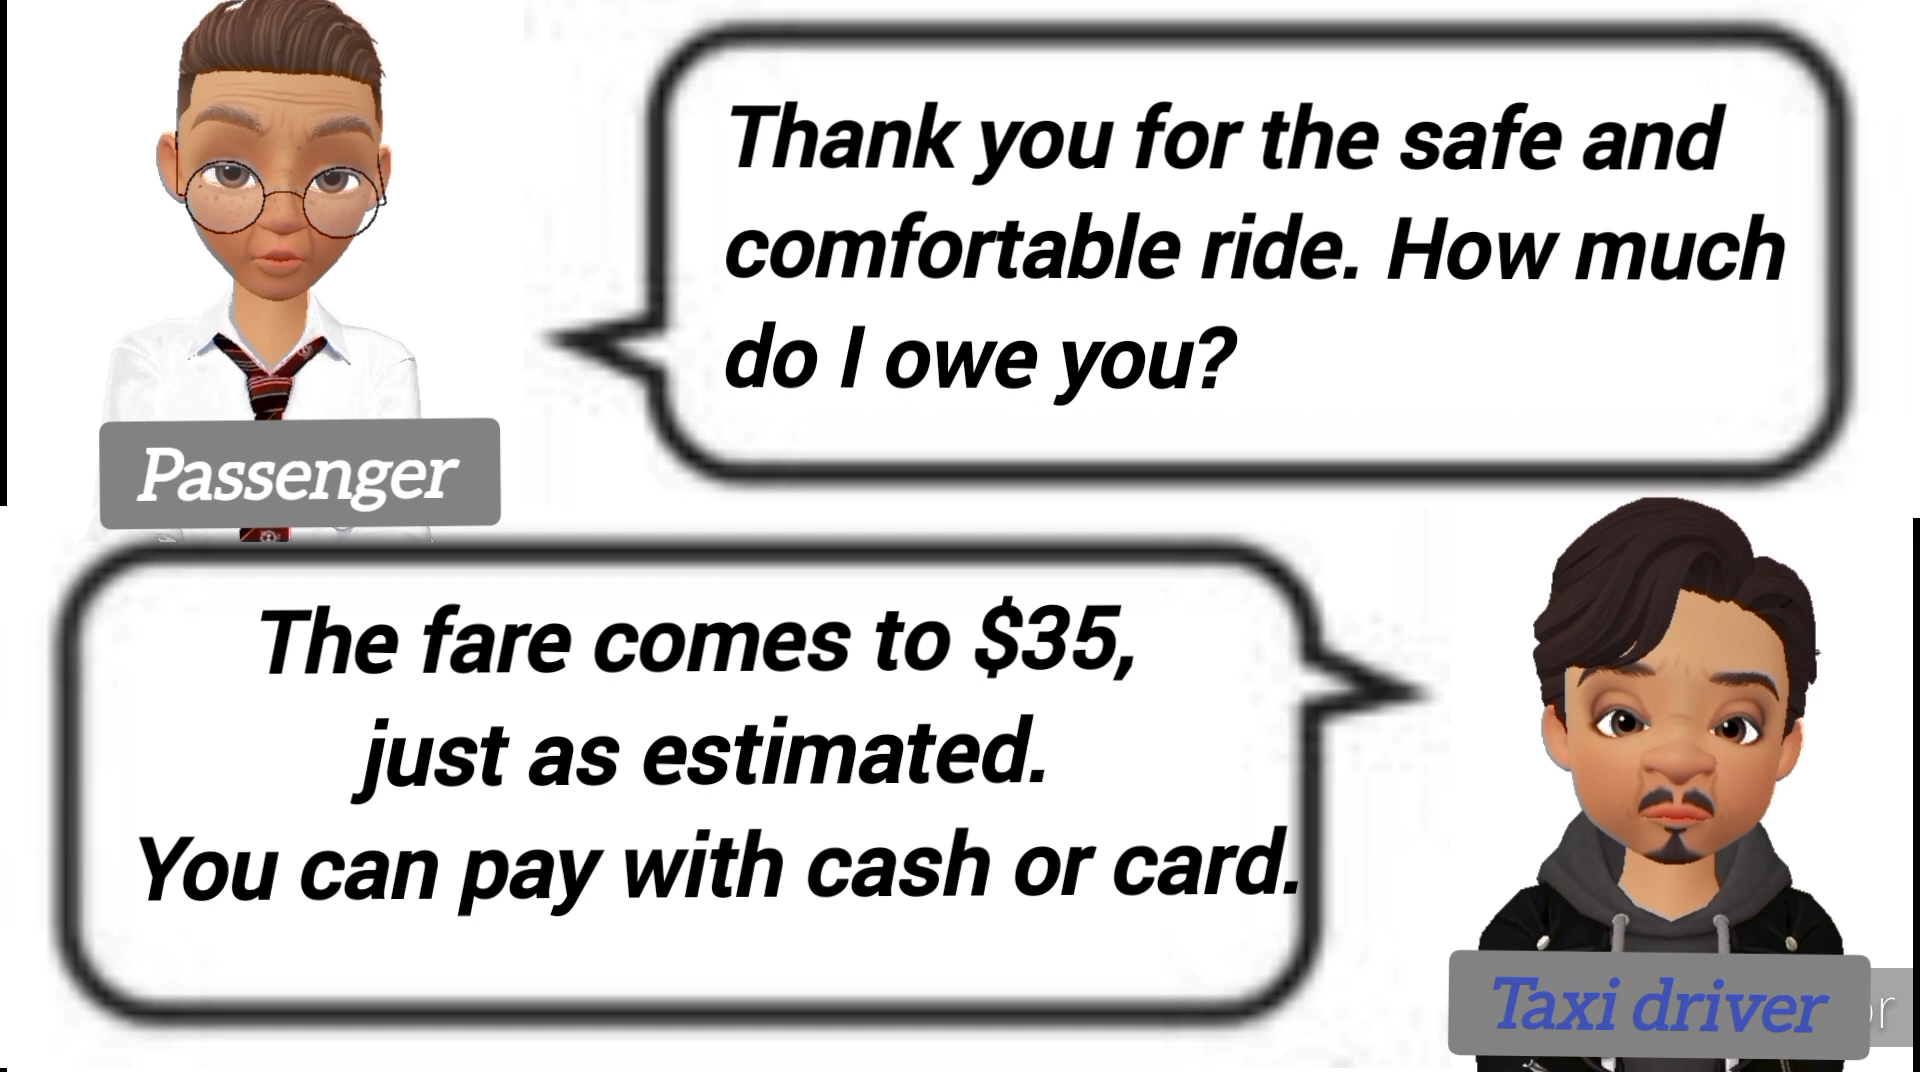 Thank you for the safe and
comfortable ride. How much
do I owe you?
Passenger
The fare comes to $35,
just as estimated.
You can pay with cash or card.
Taxi driver